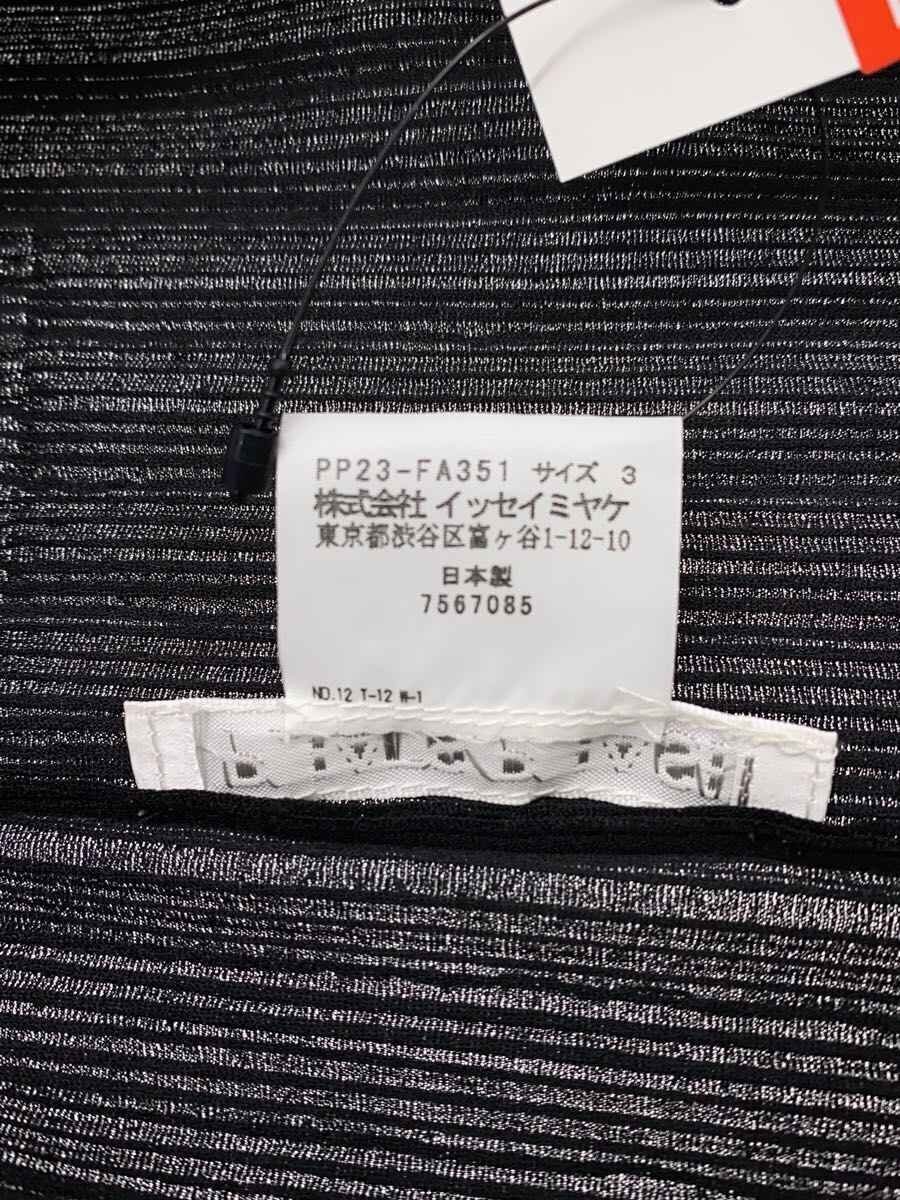 PP23-FA351 サイズ 3
株式会社 イッセイミヤケ
東京都渋谷区富ヶ谷1-12-10
日本製
7567085
NO.12 T-12 W-1